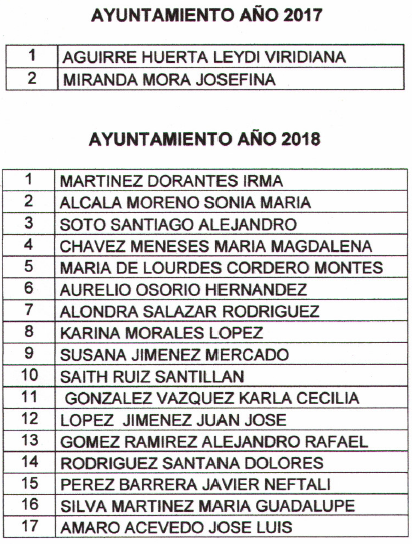 AYUNTAMIENTO AÑO 2017
1 AGUIRRE HUERTA LEYDI VIRIDIANA
2 MIRANDA MORA JOSEFINA
AYUNTAMIENTO AÑO 2018
1 MARTINEZ DORANTES IRMA
2 ALCALA MORENO SONIA MARIA
3 SOTO SANTIAGO ALEJANDRO
4 CHAVEZ MENESES MARIA MAGDALENA
5 MARIA DE LOURDES CORDERO MONTES
6 AURELIO OSORIO HERNANDEZ
7 ALONDRA SALAZAR RODRIGUEZ
8 KARINA MORALES LOPEZ
9 SUSANA JIMENEZ MERCADO
10 SAITH RUIZ SANTILLAN
11 GONZALEZ VAZQUEZ KARLA CECILIA
12 LOPEZ JIMENEZ JUAN JOSE
13 GOMEZ RAMIREZ ALEJANDRO RAFAEL
14 RODRIGUEZ SANTANA DOLORES
15 PEREZ BARRERA JAVIER NEFTALI
16 SILVA MARTINEZ MARIA GUADALUPE
17 AMARO ACEVEDO JOSE LUIS